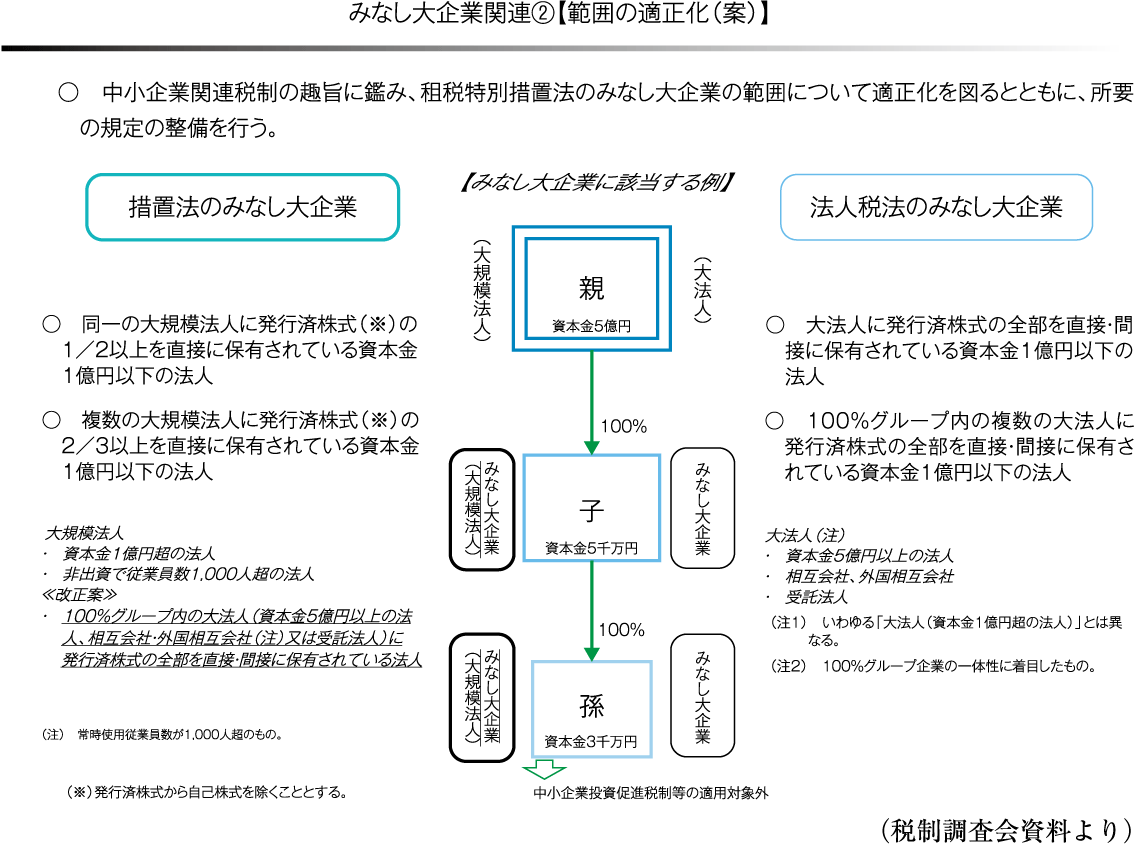 みなし大企業関連②【範囲の適正化（案）】
○　中小企業関連税制の趣旨に鑑み、租税特別措置法のみなし大企業の範囲について適正化を図るとともに、所要
の規定の整備を行う。
措置法のみなし大企業
○　同一の大規模法人に発行済株式（※）の
1／2以上を直接に保有されている資本金
1億円以下の法人
○　複数の大規模法人に発行済株式（※）の
2／3以上を直接に保有されている資本金
1億円以下の法人
大規模法人
・　資本金1億円超の法人
・　非出資で従業員数1,000人超の法人
≪改正案≫
・　100%グループ内の大法人（資本金5億円以上の法
人、相互会社・外国相互会社（注）又は受託法人）に
発行済株式の全部を直接・間接に保有されている法人
（注）　常時使用従業員数が1,000人超のもの。
（※）発行済株式から自己株式を除くこととする。
【みなし大企業に該当する例】
（大規模法人）
親
資本金5億円
（大法人）
100%
みなし大企業
（大規模法人）
子
資本金5千万円
みなし大企業
100%
みなし大企業
（大規模法人）
孫
資本金3千万円
みなし大企業
中小企業投資促進税制等の適用対象外
法人税法のみなし大企業
○　大法人に発行済株式の全部を直接・間
接に保有されている資本金1億円以下の
法人
○　100%グループ内の複数の大法人に
発行済株式の全部を直接・間接に保有さ
れている資本金1億円以下の法人
大法人（注）
・　資本金5億円以上の法人
・　相互会社、外国相互会社
・　受託法人
（注1）　いわゆる「大法人（資本金1億円超の法人）」とは異
なる。
（注2）　100%グループ企業の一体性に着目したもの。
（税制調査会資料より）